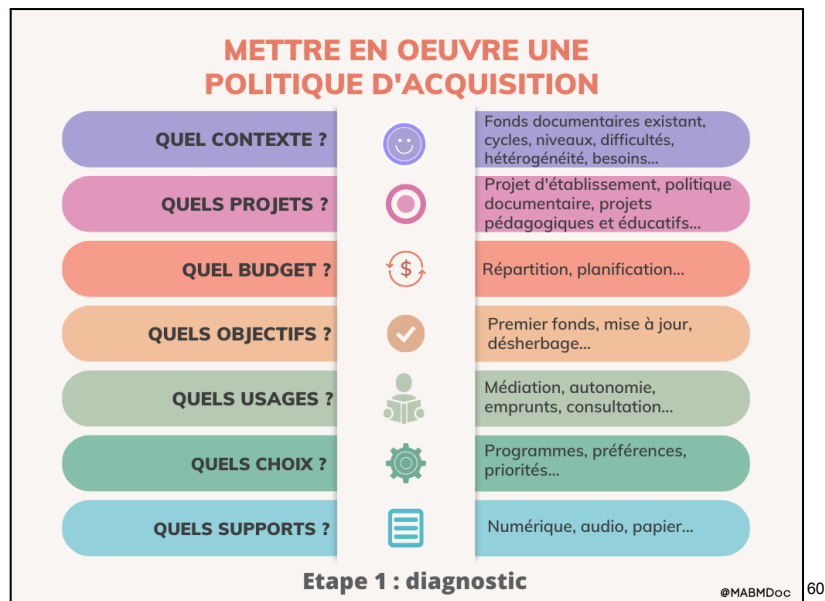 METTRE EN OEUVRE UNE
POLITIQUE D'ACQUISITION
QUEL CONTEXTE ?
Fonds documentaires existant,
cycles, niveaux, difficultés,
hétérogénéité, besoins...
QUELS PROJETS ?
Projet d'établissement, politique
documentaire, projets
pédagogiques et éducatifs...
QUEL BUDGET ?
$
Répartition, planification...
QUELS OBJECTIFS ?
Premier fonds, mise à jour,
désherbage...
QUELS USAGES ?
Médiation, autonomie,
emprunts, consultation...
QUELS CHOIX ?
Programmes, préférences,
priorités...
QUELS SUPPORTS ?
Numérique, audio, papier...
Etape 1 : diagnostic
@MABMDoc
60